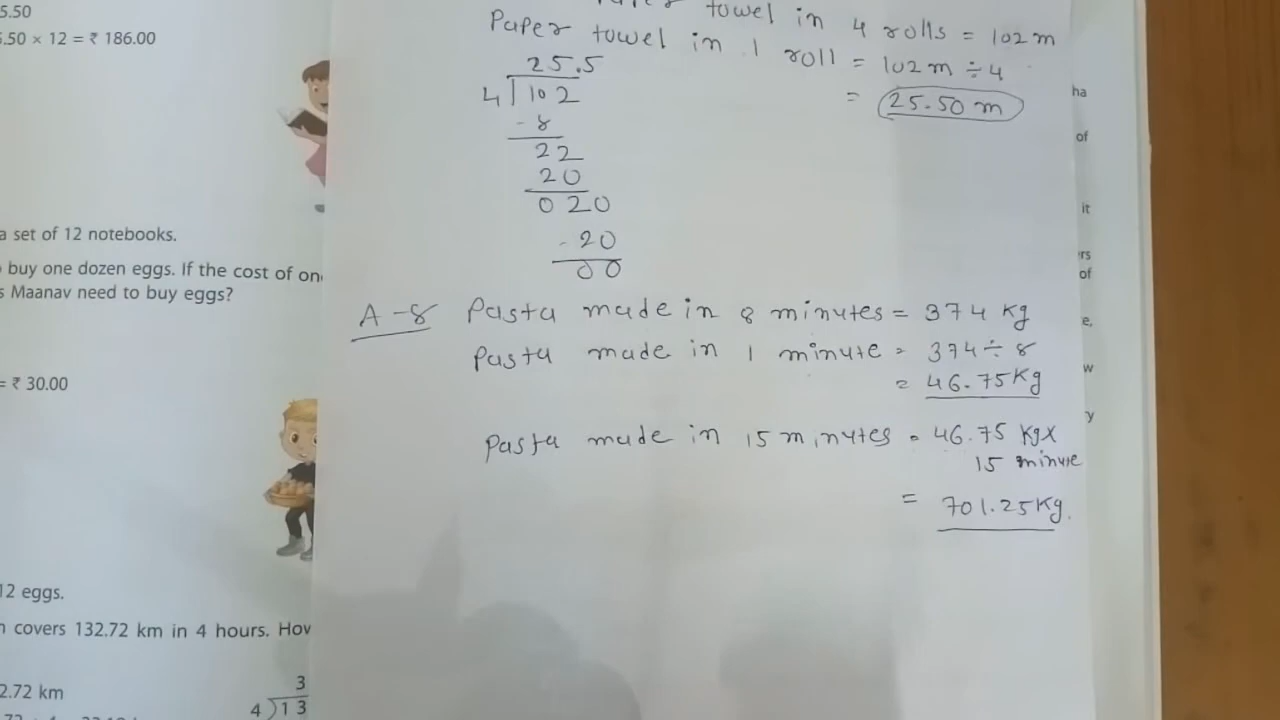 5.50
.50 × 12 = ₹ 186.00
a set of 12 notebooks.
buy one dozen eggs. If the cost of on
s Maanav need to buy eggs?
= ₹ 30.00
12 eggs.
n covers 132.72 km in 4 hours. Hov
2.72 km
3
4)13
towel in 4 rolls = 102 m
Paper towel in 1 roll = 102 m ÷ 4
= 25.50 m
25.5
4 102
- 8
22
20
020
- 20
00
A-8 Pasta made in 8 minutes = 374 Kg
Pasta made in 1 minute = 374 ÷ 8
= 46.75 Kg
Pasta made in 15 minutes = 46.75 Kg x
15 minute
= 701.25 Kg.
ha
of
it
rs
of
e,
w
y